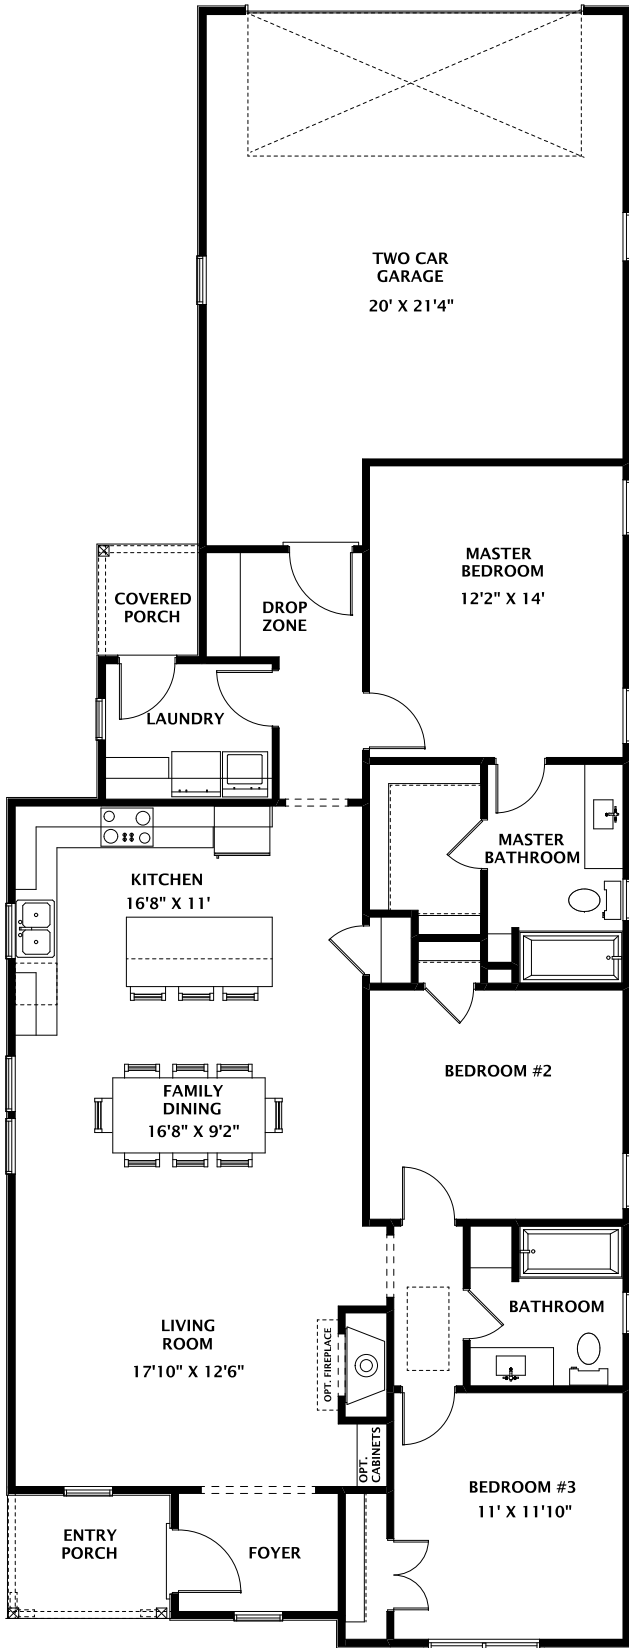 TWO CAR
GARAGE
20' X 21'4"
MASTER
BEDROOM
12'2" X 14'
COVERED
PORCH
DROP
ZONE
LAUNDRY
MASTER
BATHROOM
KITCHEN
16'8" X 11'
BEDROOM #2
FAMILY
DINING
16'8" X 9'2"
BATHROOM
LIVING
ROOM
17'10" X 12'6"
OPT. FIREPLACE
OPT.
CABINETS
BEDROOM #3
11' X 11'10"
ENTRY
PORCH
FOYER